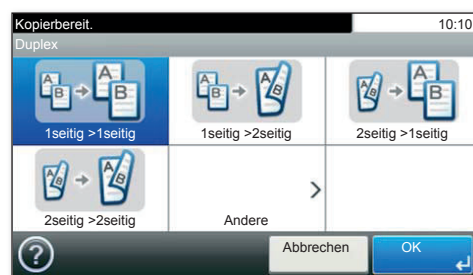 Kopierbereit. 10:10
Duplex
1seitig >1seitig 1seitig >2seitig 2seitig >1seitig
2seitig >2seitig Andere
Abbrechen OK